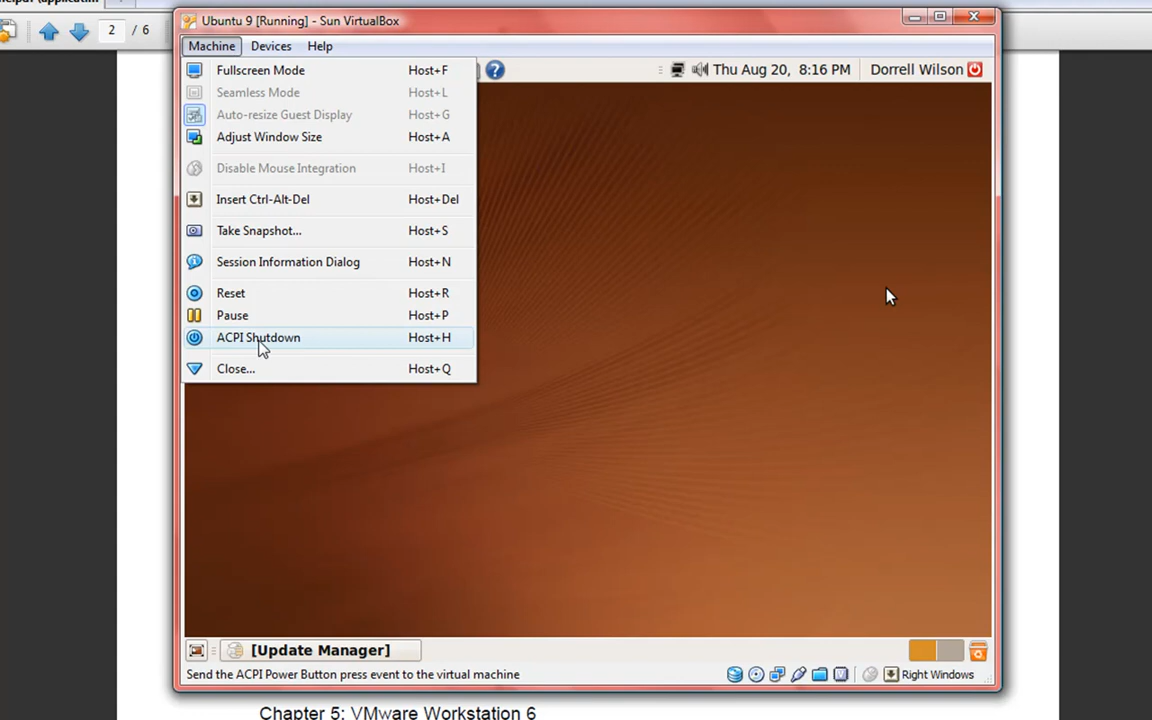 2 / 6
Ubuntu 9 [Running] - Sun VirtualBox
Machine Devices Help
Fullscreen Mode Host+F
Seamless Mode Host+L
Auto-resize Guest Display Host+G
Adjust Window Size Host+A
Disable Mouse Integration Host+I
Insert Ctrl-Alt-Del Host+Del
Take Snapshot... Host+S
Session Information Dialog Host+N
Reset Host+R
Pause Host+P
ACPI Shutdown Host+H
Close... Host+Q
? Thu Aug 20, 8:16 PM Dorrell Wilson
[Update Manager]
Send the ACPI Power Button press event to the virtual machine
Right Windows
Chapter 5: VMware Workstation 6